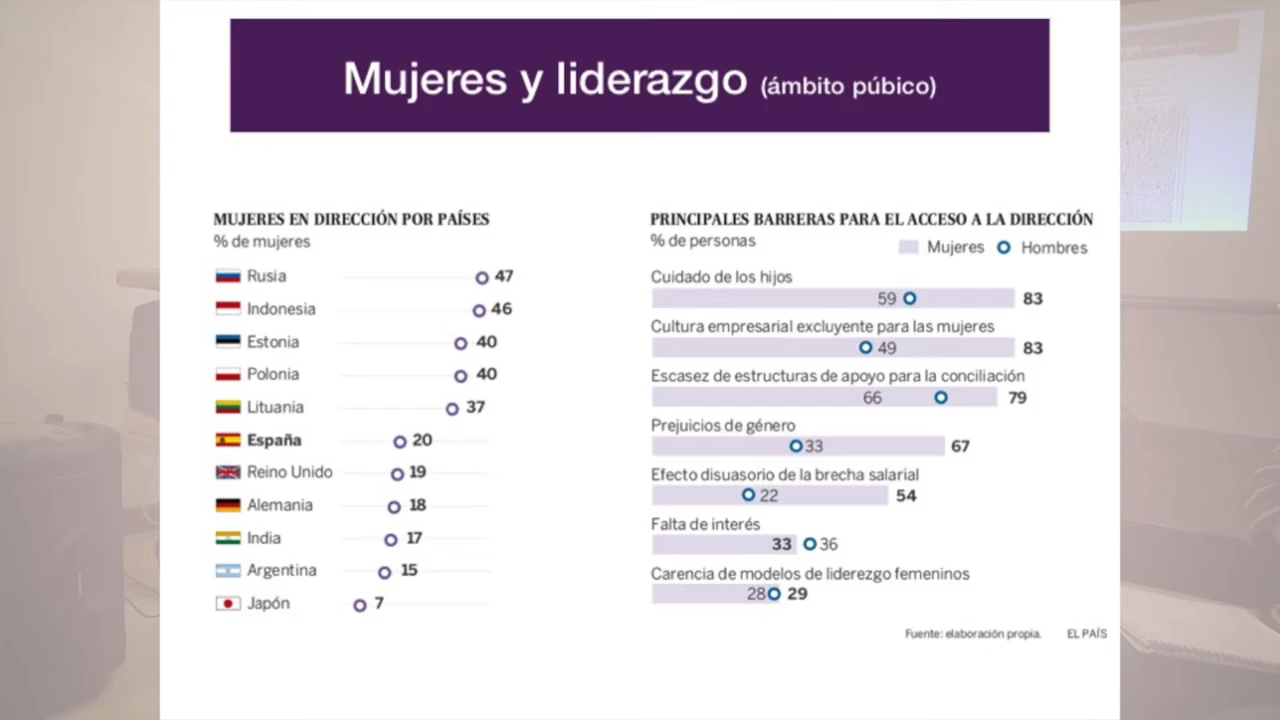 Mujeres y liderazgo (ámbito púbico)
MUJERES EN DIRECCIÓN POR PAÍSES
% de mujeres
Rusia 47
Indonesia 46
Estonia 40
Polonia 40
Lituania 37
España 20
Reino Unido 19
Alemania 18
India 17
Argentina 15
Japón 7
PRINCIPALES BARRERAS PARA EL ACCESO A LA DIRECCIÓN
% de personas
Mujeres Hombres
Cuidado de los hijos
59 83
Cultura empresarial excluyente para las mujeres
49 83
Escasez de estructuras de apoyo para la conciliación
66 79
Prejuicios de género
33 67
Efecto disuasorio de la brecha salarial
22 54
Falta de interés
33 36
Carencia de modelos de liderezgo femeninos
28 29
Fuente: elaboración propia. EL PAÍS